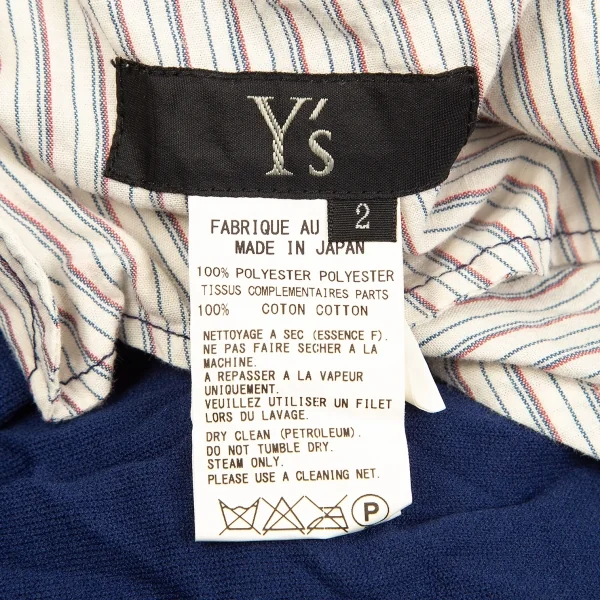 Y's
2
FABRIQUE AU
MADE IN JAPAN
100% POLYESTER POLYESTER
TISSUS COMPLEMENTAIRES PARTS
100% COTON COTTON
NETTOYAGE A SEC (ESSENCE F).
NE PAS FAIRE SECHER A LA
MACHINE.
A REPASSER A LA VAPEUR
UNIQUEMENT.
VEUILLEZ UTILISER UN FILET
LORS DU LAVAGE.
DRY CLEAN (PETROLEUM).
DO NOT TUMBLE DRY.
STEAM ONLY.
PLEASE USE A CLEANING NET.
P